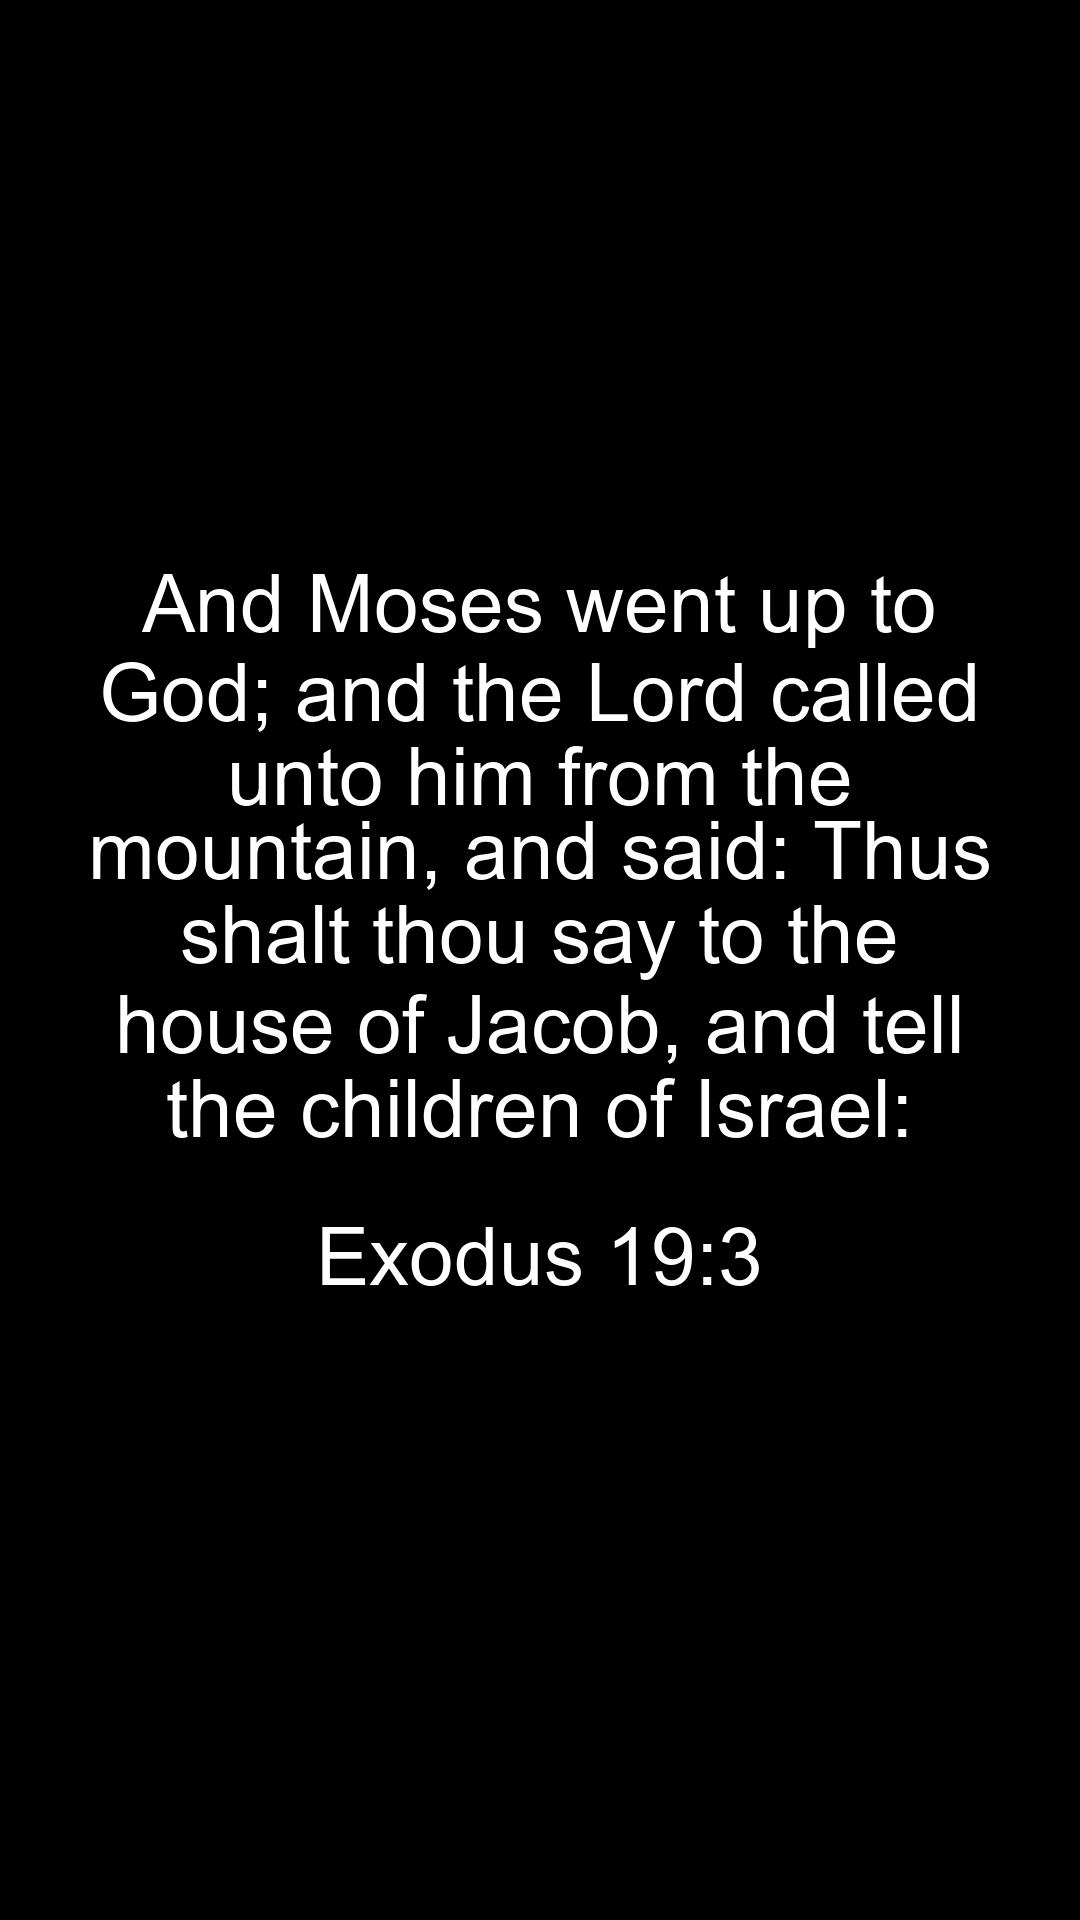 And Moses went up to
God; and the Lord called
unto him from the
mountain, and said: Thus
shalt thou say to the
house of Jacob, and tell
the children of Israel:
Exodus 19:3